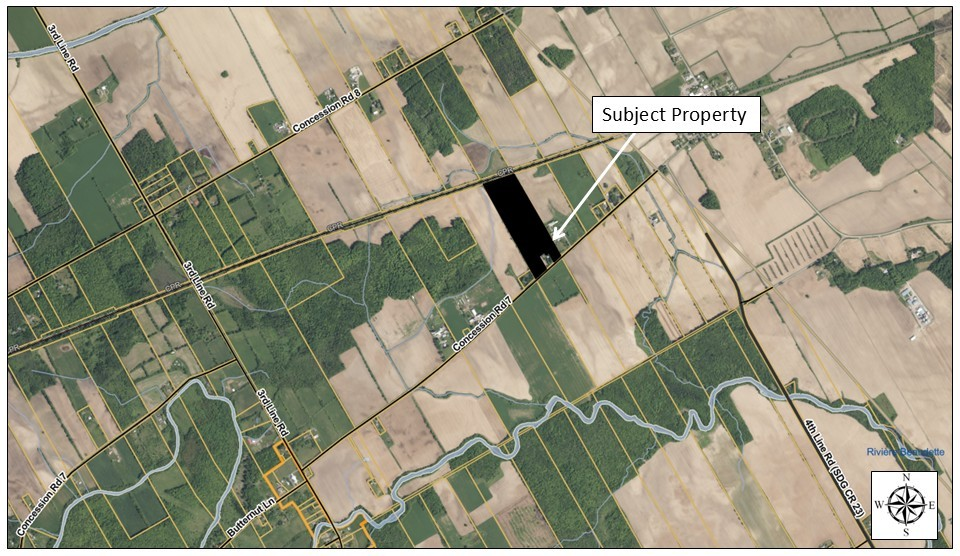 3rd Line Rd
Concession Rd 8
Subject Property
CPR
CPR
CPR
PR
3rd Line Rd
Concession Rd 7
3rd Line Rd
4th Line Rd (SDG CR 23)
Rivière Beaudette
Concession Rd 7
Butternut Ln
N
W E
S